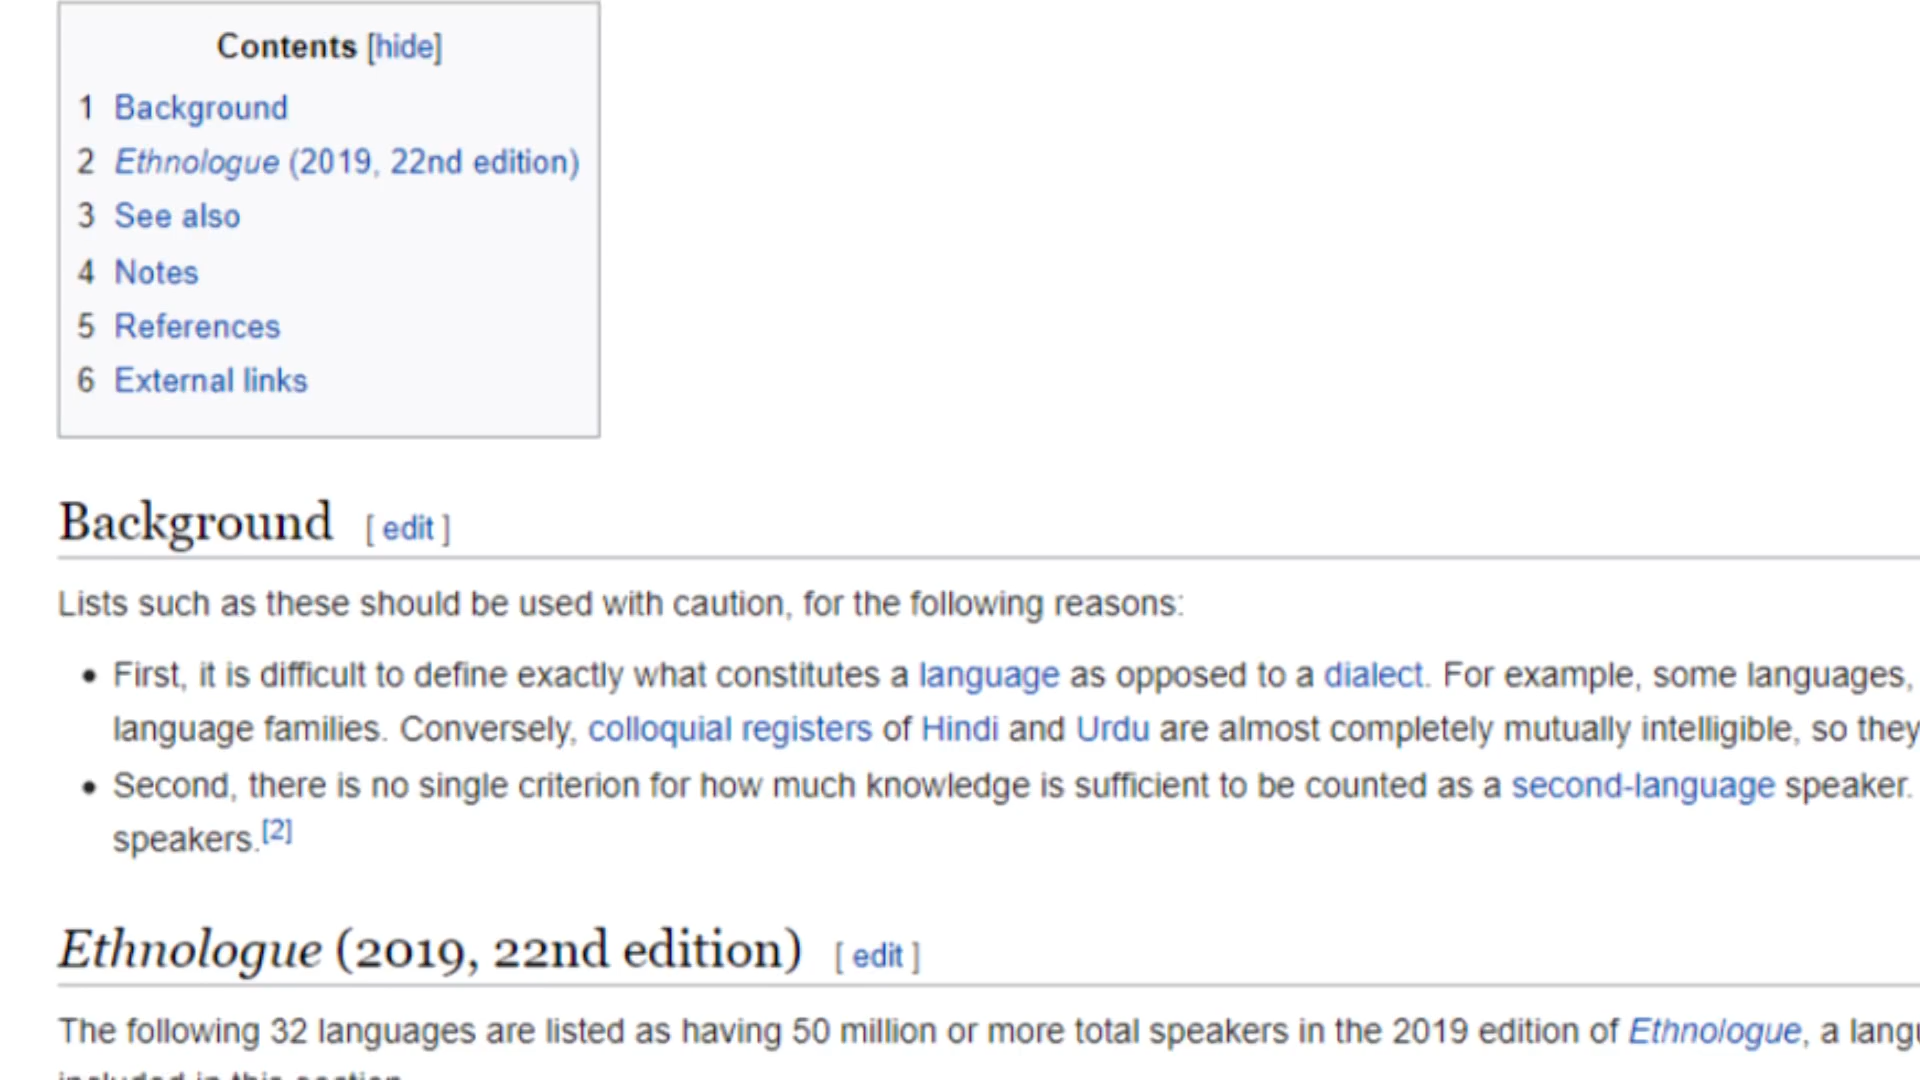 Contents [hide]
1 Background
2 Ethnologue (2019, 22nd edition)
3 See also
4 Notes
5 References
6 External links
Background [ edit ]
Lists such as these should be used with caution, for the following reasons:
• First, it is difficult to define exactly what constitutes a language as opposed to a dialect. For example, some languages,
language families. Conversely, colloquial registers of Hindi and Urdu are almost completely mutually intelligible, so they
• Second, there is no single criterion for how much knowledge is sufficient to be counted as a second-language speaker.
speakers.[2]
Ethnologue (2019, 22nd edition) [ edit ]
The following 32 languages are listed as having 50 million or more total speakers in the 2019 edition of Ethnologue, a langu
included in this section